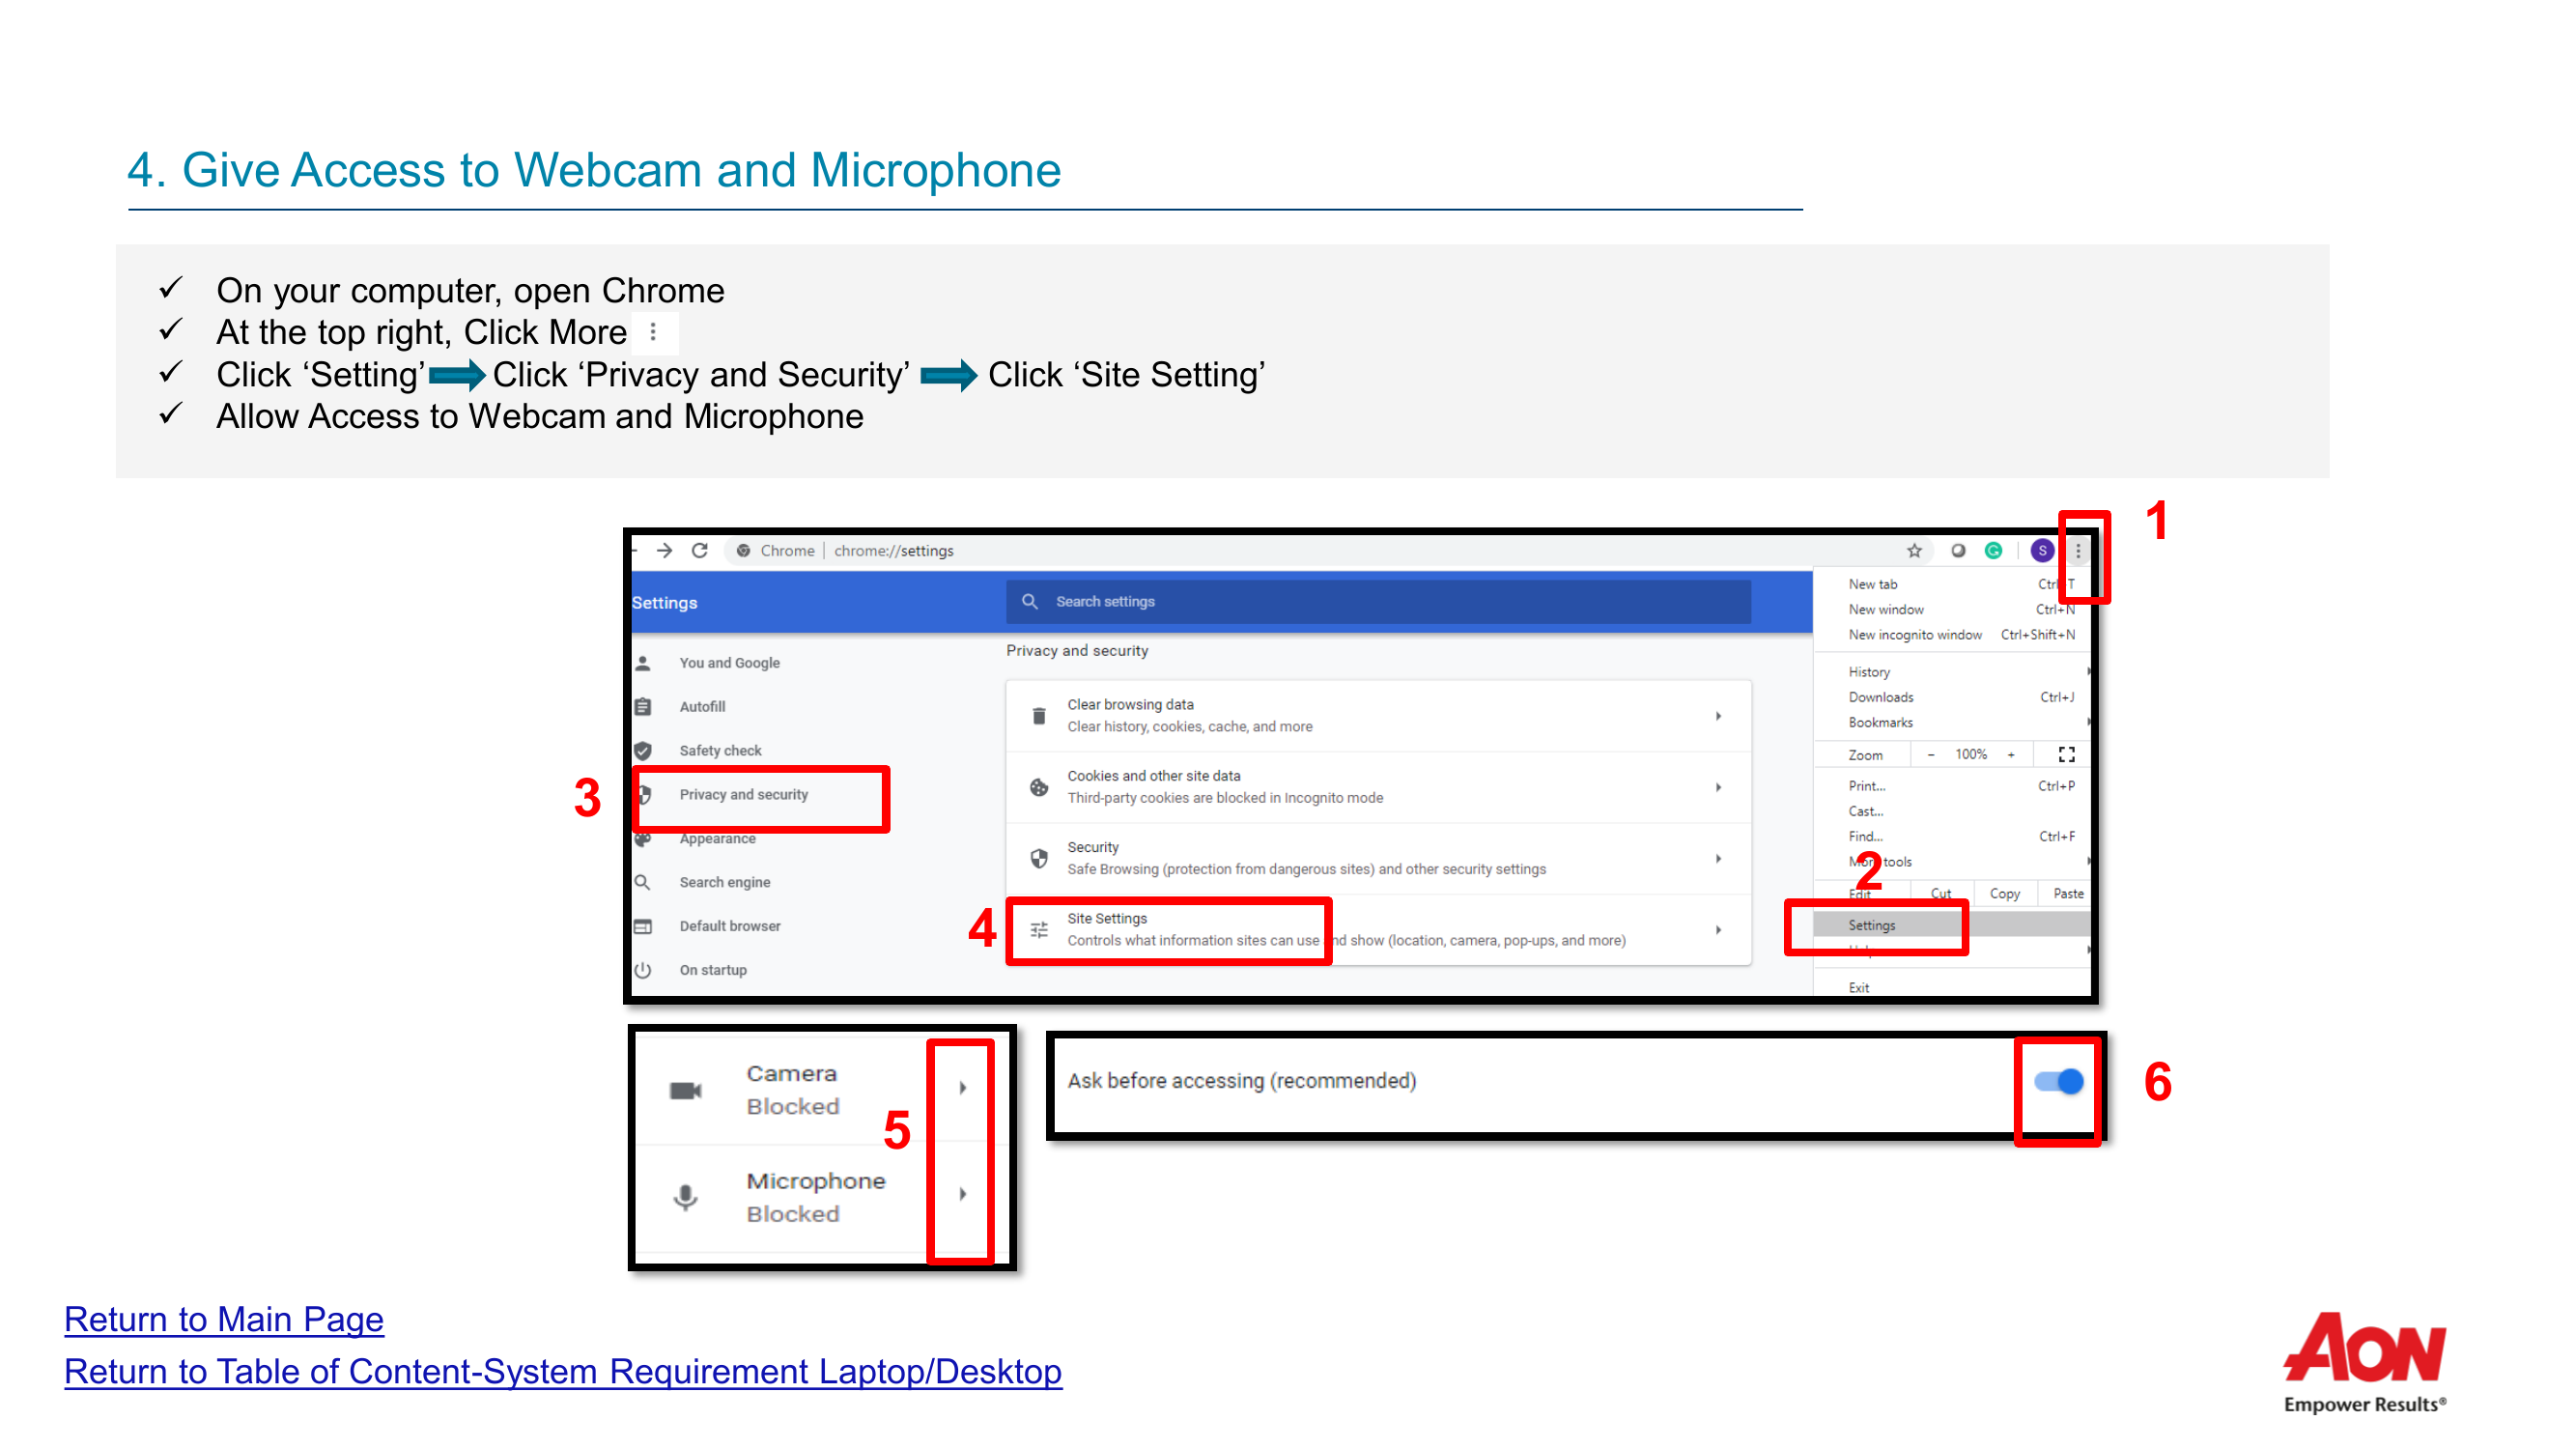 4. Give Access to Webcam and Microphone
✓ On your computer, open Chrome
✓ At the top right, Click More
✓ Click ‘Setting’ Click ‘Privacy and Security’ Click ‘Site Setting’
✓ Allow Access to Webcam and Microphone
1
Chrome | chrome://settings
S
Settings
Search settings
You and Google
Autofill
Safety check
3
Privacy and security
Appearance
Search engine
Default browser
On startup
Privacy and security
Clear browsing data
Clear history, cookies, cache, and more
Cookies and other site data
Third-party cookies are blocked in Incognito mode
Security
Safe Browsing (protection from dangerous sites) and other security settings
4
Site Settings
Controls what information sites can use and show (location, camera, pop-ups, and more)
New tab Ctrl+T
New window Ctrl+N
New incognito window Ctrl+Shift+N
History
Downloads Ctrl+J
Bookmarks
Zoom - 100% +
Print... Ctrl+P
Cast...
Find... Ctrl+F
More tools
2
Edit Cut Copy Paste
Settings
Help
Exit
Camera
Blocked
5
Microphone
Blocked
Ask before accessing (recommended)
6
Return to Main Page
Return to Table of Content-System Requirement Laptop/Desktop
AON
Empower Results®